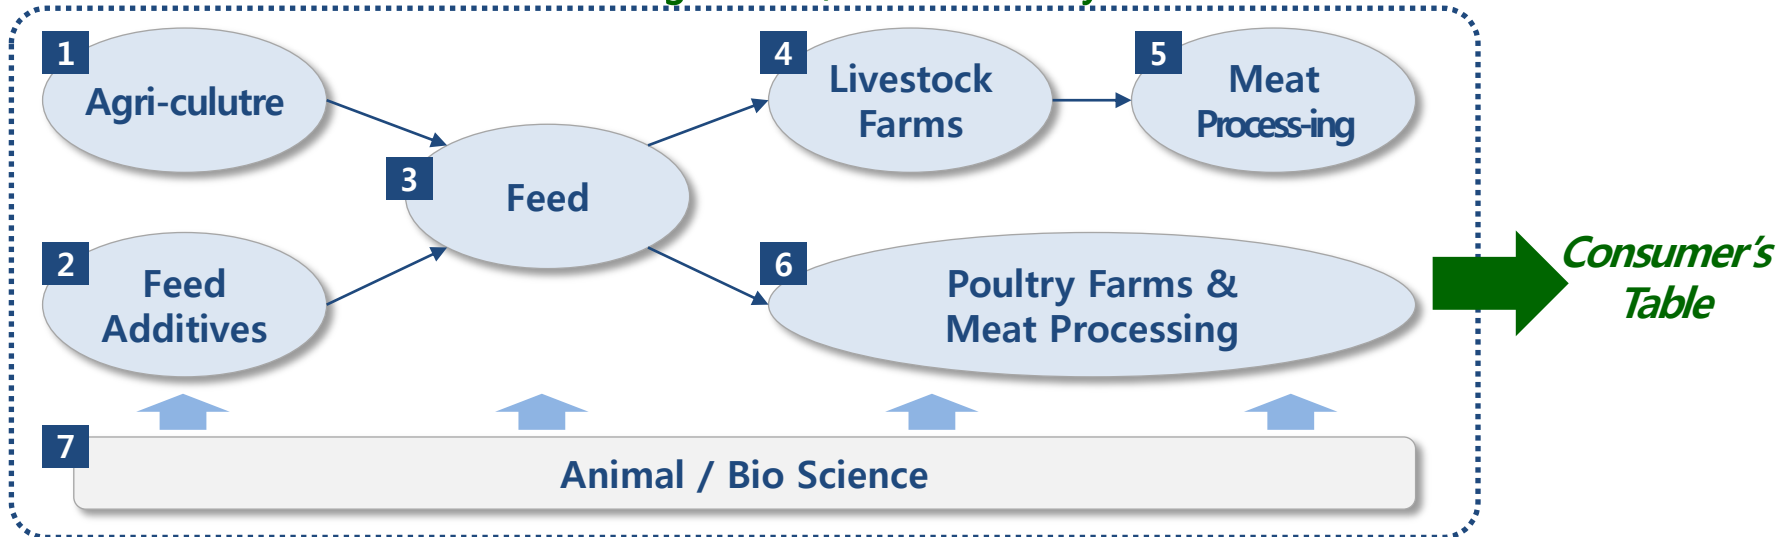 1
Agri-culutre
2
Feed
Additives
3
Feed
4
Livestock
Farms
5
Meat
Process-ing
6
Poultry Farms &
Meat Processing
7
Animal / Bio Science
Consumer's
Table